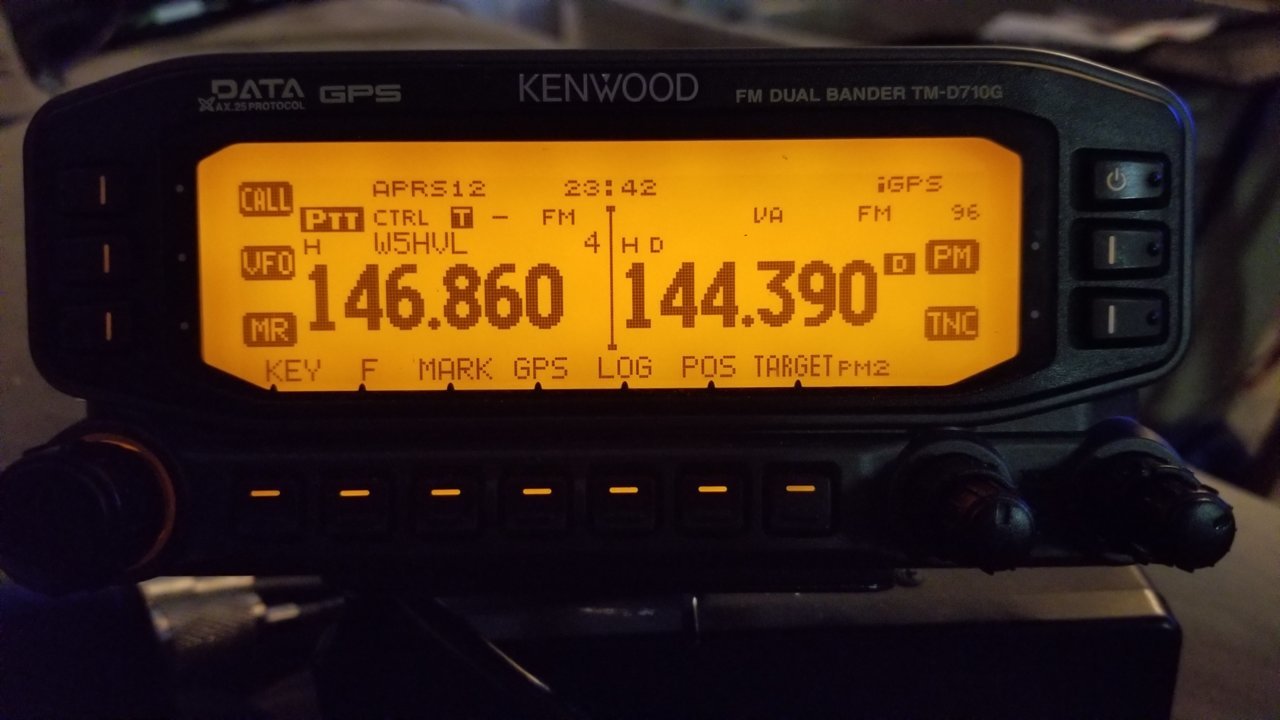 DATA GPS KENWOOD FM DUAL BANDER TM-D710G
AX.25 PROTOCOL
CALL APRS12 23:42 iGPS
PTT CTRL T - FM VA FM 96
H W5HVL 4 H D
VFO 146.860 144.390 D PM
MR TNC
KEY F MARK GPS LOG POS TARGET PM2